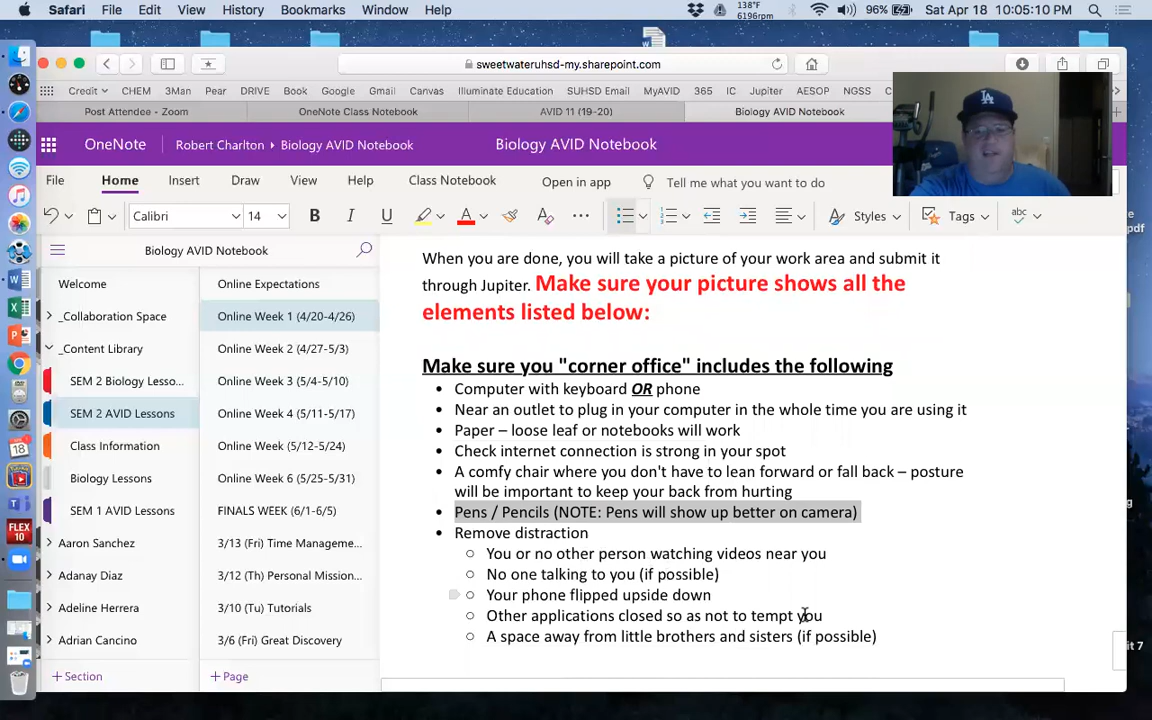 Safari File Edit View History Bookmarks Window Help 138°F 6196rpm 96% Sat Apr 18 10:05:10 PM
sweetwateruhsd-my.sharepoint.com
Credit CHEM 3Man Pear DRIVE Book Google Gmail Canvas Illuminate Education SUHSD Email MyAVID 365 IC Jupiter AESOP NGSS
Post Attendee - Zoom OneNote Class Notebook AVID 11 (19-20) Biology AVID Notebook
OneNote Robert Charlton › Biology AVID Notebook Biology AVID Notebook
File Home Insert Draw View Help Class Notebook Open in app Tell me what you want to do
Calibri 14 B I U A A Styles Tags abc
Biology AVID Notebook
Welcome
_Collaboration Space
_Content Library
SEM 2 Biology Lesso...
SEM 2 AVID Lessons
Class Information
Biology Lessons
SEM 1 AVID Lessons
Aaron Sanchez
Adanay Diaz
Adeline Herrera
Adrian Cancino
+ Section
Online Expectations
Online Week 1 (4/20-4/26)
Online Week 2 (4/27-5/3)
Online Week 3 (5/4-5/10)
Online Week 4 (5/11-5/17)
Online Week 5 (5/12-5/24)
Online Week 6 (5/25-5/31)
FINALS WEEK (6/1-6/5)
3/13 (Fri) Time Manageme...
3/12 (Th) Personal Mission...
3/10 (Tu) Tutorials
3/6 (Fri) Great Discovery
+ Page
When you are done, you will take a picture of your work area and submit it
through Jupiter. Make sure your picture shows all the
elements listed below:
Make sure you "corner office" includes the following
• Computer with keyboard OR phone
• Near an outlet to plug in your computer in the whole time you are using it
• Paper – loose leaf or notebooks will work
• Check internet connection is strong in your spot
• A comfy chair where you don't have to lean forward or fall back – posture
will be important to keep your back from hurting
• Pens / Pencils (NOTE: Pens will show up better on camera)
• Remove distraction
○ You or no other person watching videos near you
○ No one talking to you (if possible)
○ Your phone flipped upside down
○ Other applications closed so as not to tempt you
○ A space away from little brothers and sisters (if possible)
LA
FLEX 10
pdf
it 7